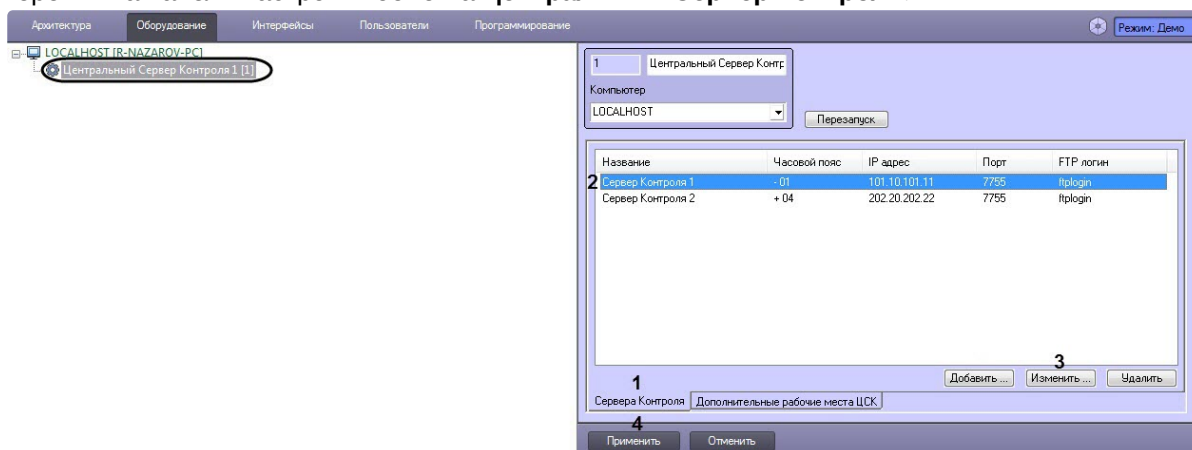 Архитектура Оборудование Интерфейсы Пользователи Программирование Режим: Демо
LOCALHOST [R-NAZAROV-PC]
Центральный Сервер Контроля 1 [1]
1 Центральный Сервер Контр
Компьютер
LOCALHOST
Перезапуск
Название Часовой пояс IP адрес Порт FTP логин
2 Сервер Контроля 1 - 01 101.10.101.11 7755 ftplogin
Сервер Контроля 2 + 04 202.20.202.22 7755 ftplogin
3
Добавить ... Изменить ... Удалить
1
Сервера Контроля Дополнительные рабочие места ЦСК
4
Применить Отменить